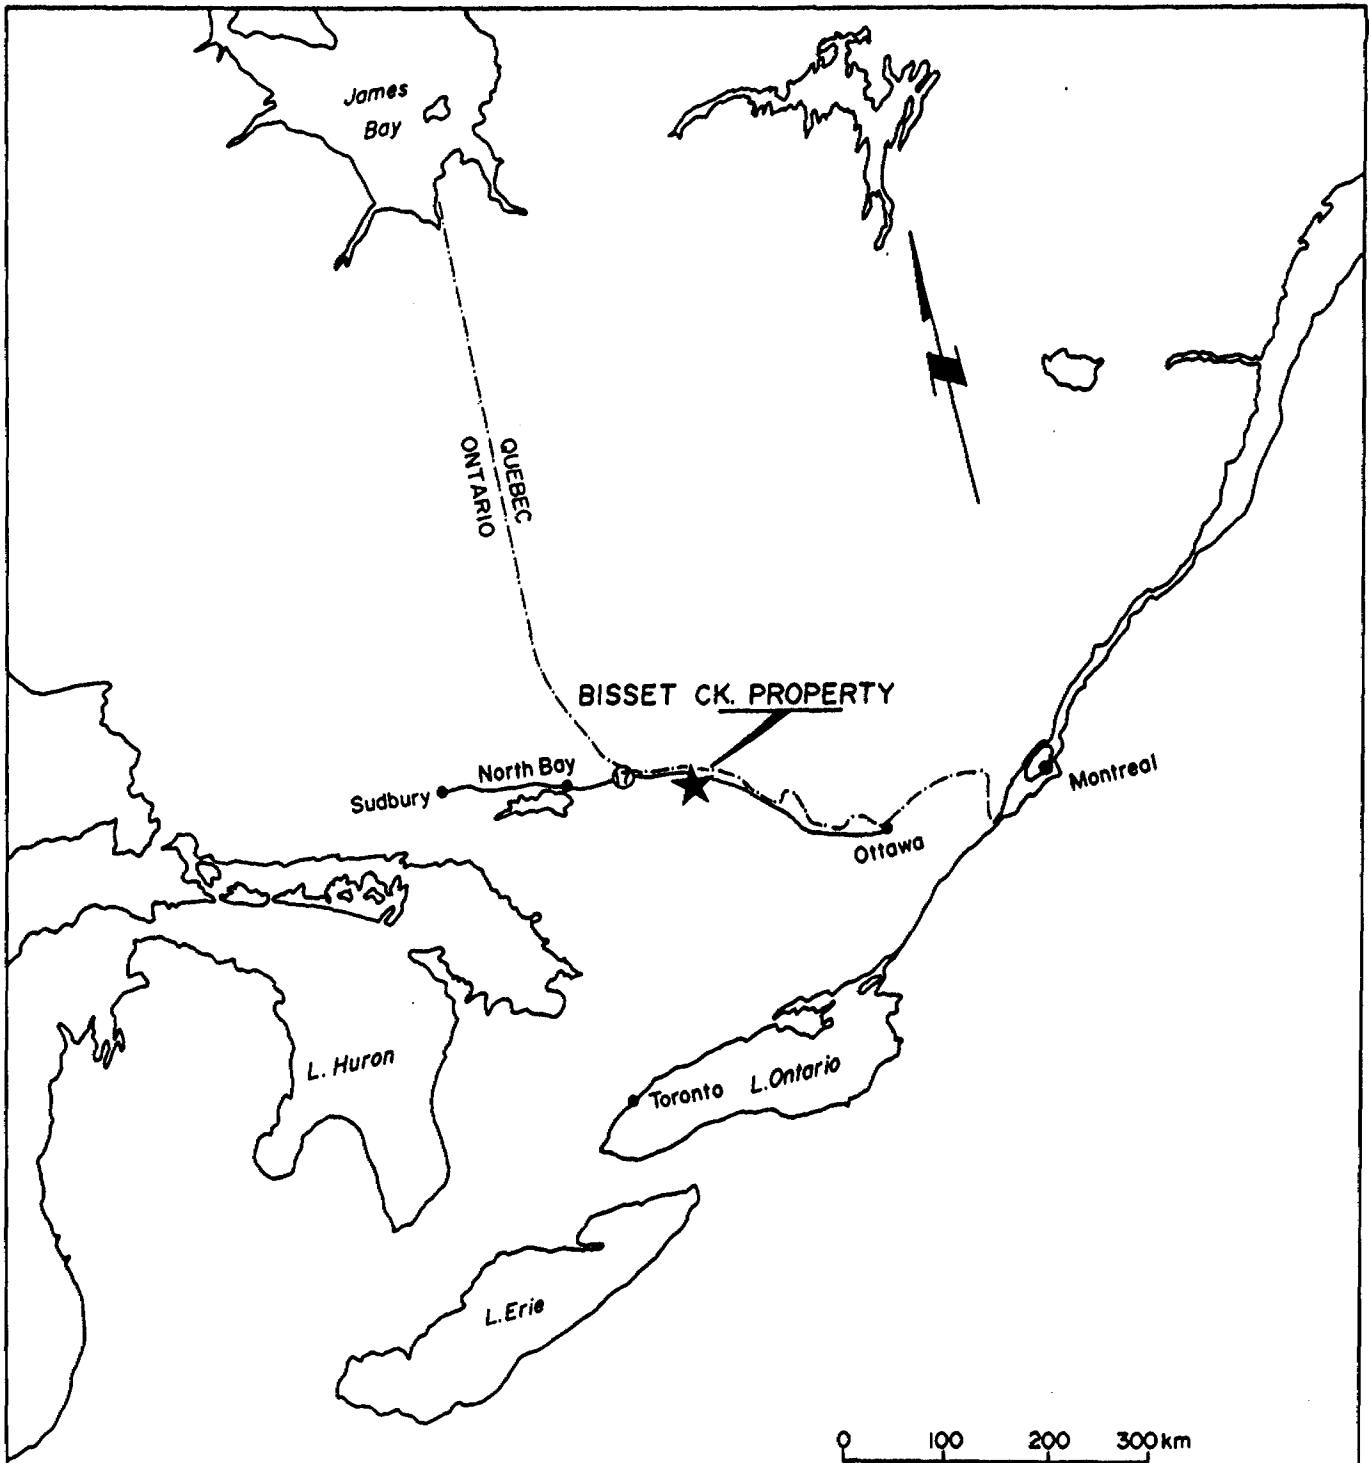 James
Bay
QUEBEC
ONTARIO
BISSET CK. PROPERTY
North Bay
17
Sudbury
Montreal
Ottawa
L. Huron
Toronto
L. Ontario
L. Erie
0 100 200 300 km